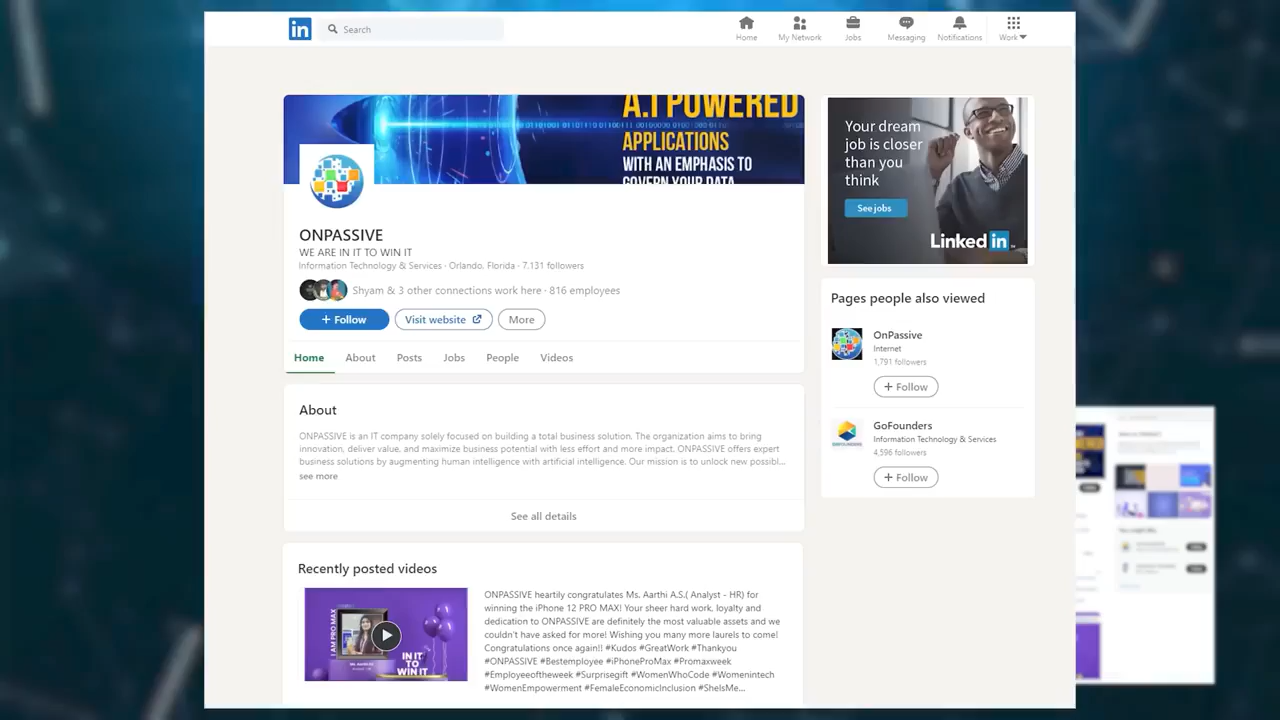 in
Search
Home
My Network
Jobs
Messaging
Notifications
Work
A.I POWERED
APPLICATIONS
WITH AN EMPHASIS TO
GOVERN YOUR DATA
ONPASSIVE
WE ARE IN IT TO WIN IT
Information Technology & Services · Orlando, Florida · 7,131 followers
Shyam & 3 other connections work here · 816 employees
+ Follow
Visit website
More
Home
About
Posts
Jobs
People
Videos
About
ONPASSIVE is an IT company solely focused on building a total business solution. The organization aims to bring
innovation, deliver value, and maximize business potential with less effort and more impact. ONPASSIVE offers expert
business solutions by augmenting human intelligence with artificial intelligence. Our mission is to unlock new possibl...
see more
See all details
Recently posted videos
I AM PRO MAX
IN IT
TO
WIN IT
ONPASSIVE heartily congratulates Ms. Aarthi A.S.( Analyst - HR) for
winning the iPhone 12 PRO MAX! Your sheer hard work, loyalty and
dedication to ONPASSIVE are definitely the most valuable assets and we
couldn't have asked for more! Wishing you many more laurels to come!
Congratulations once again!! #Kudos #GreatWork #Thankyou
#ONPASSIVE #Bestemployee #iPhoneProMax #Promaxweek
#Employeeoftheweek #Surprisegift #WomenWhoCode #Womenintech
#WomenEmpowerment #FemaleEconomicInclusion #SheIsMe...
Your dream
job is closer
than you
think
See jobs
Linked in
Pages people also viewed
OnPassive
Internet
1,791 followers
+ Follow
GOFOUNDERS
GoFounders
Information Technology & Services
4,596 followers
+ Follow